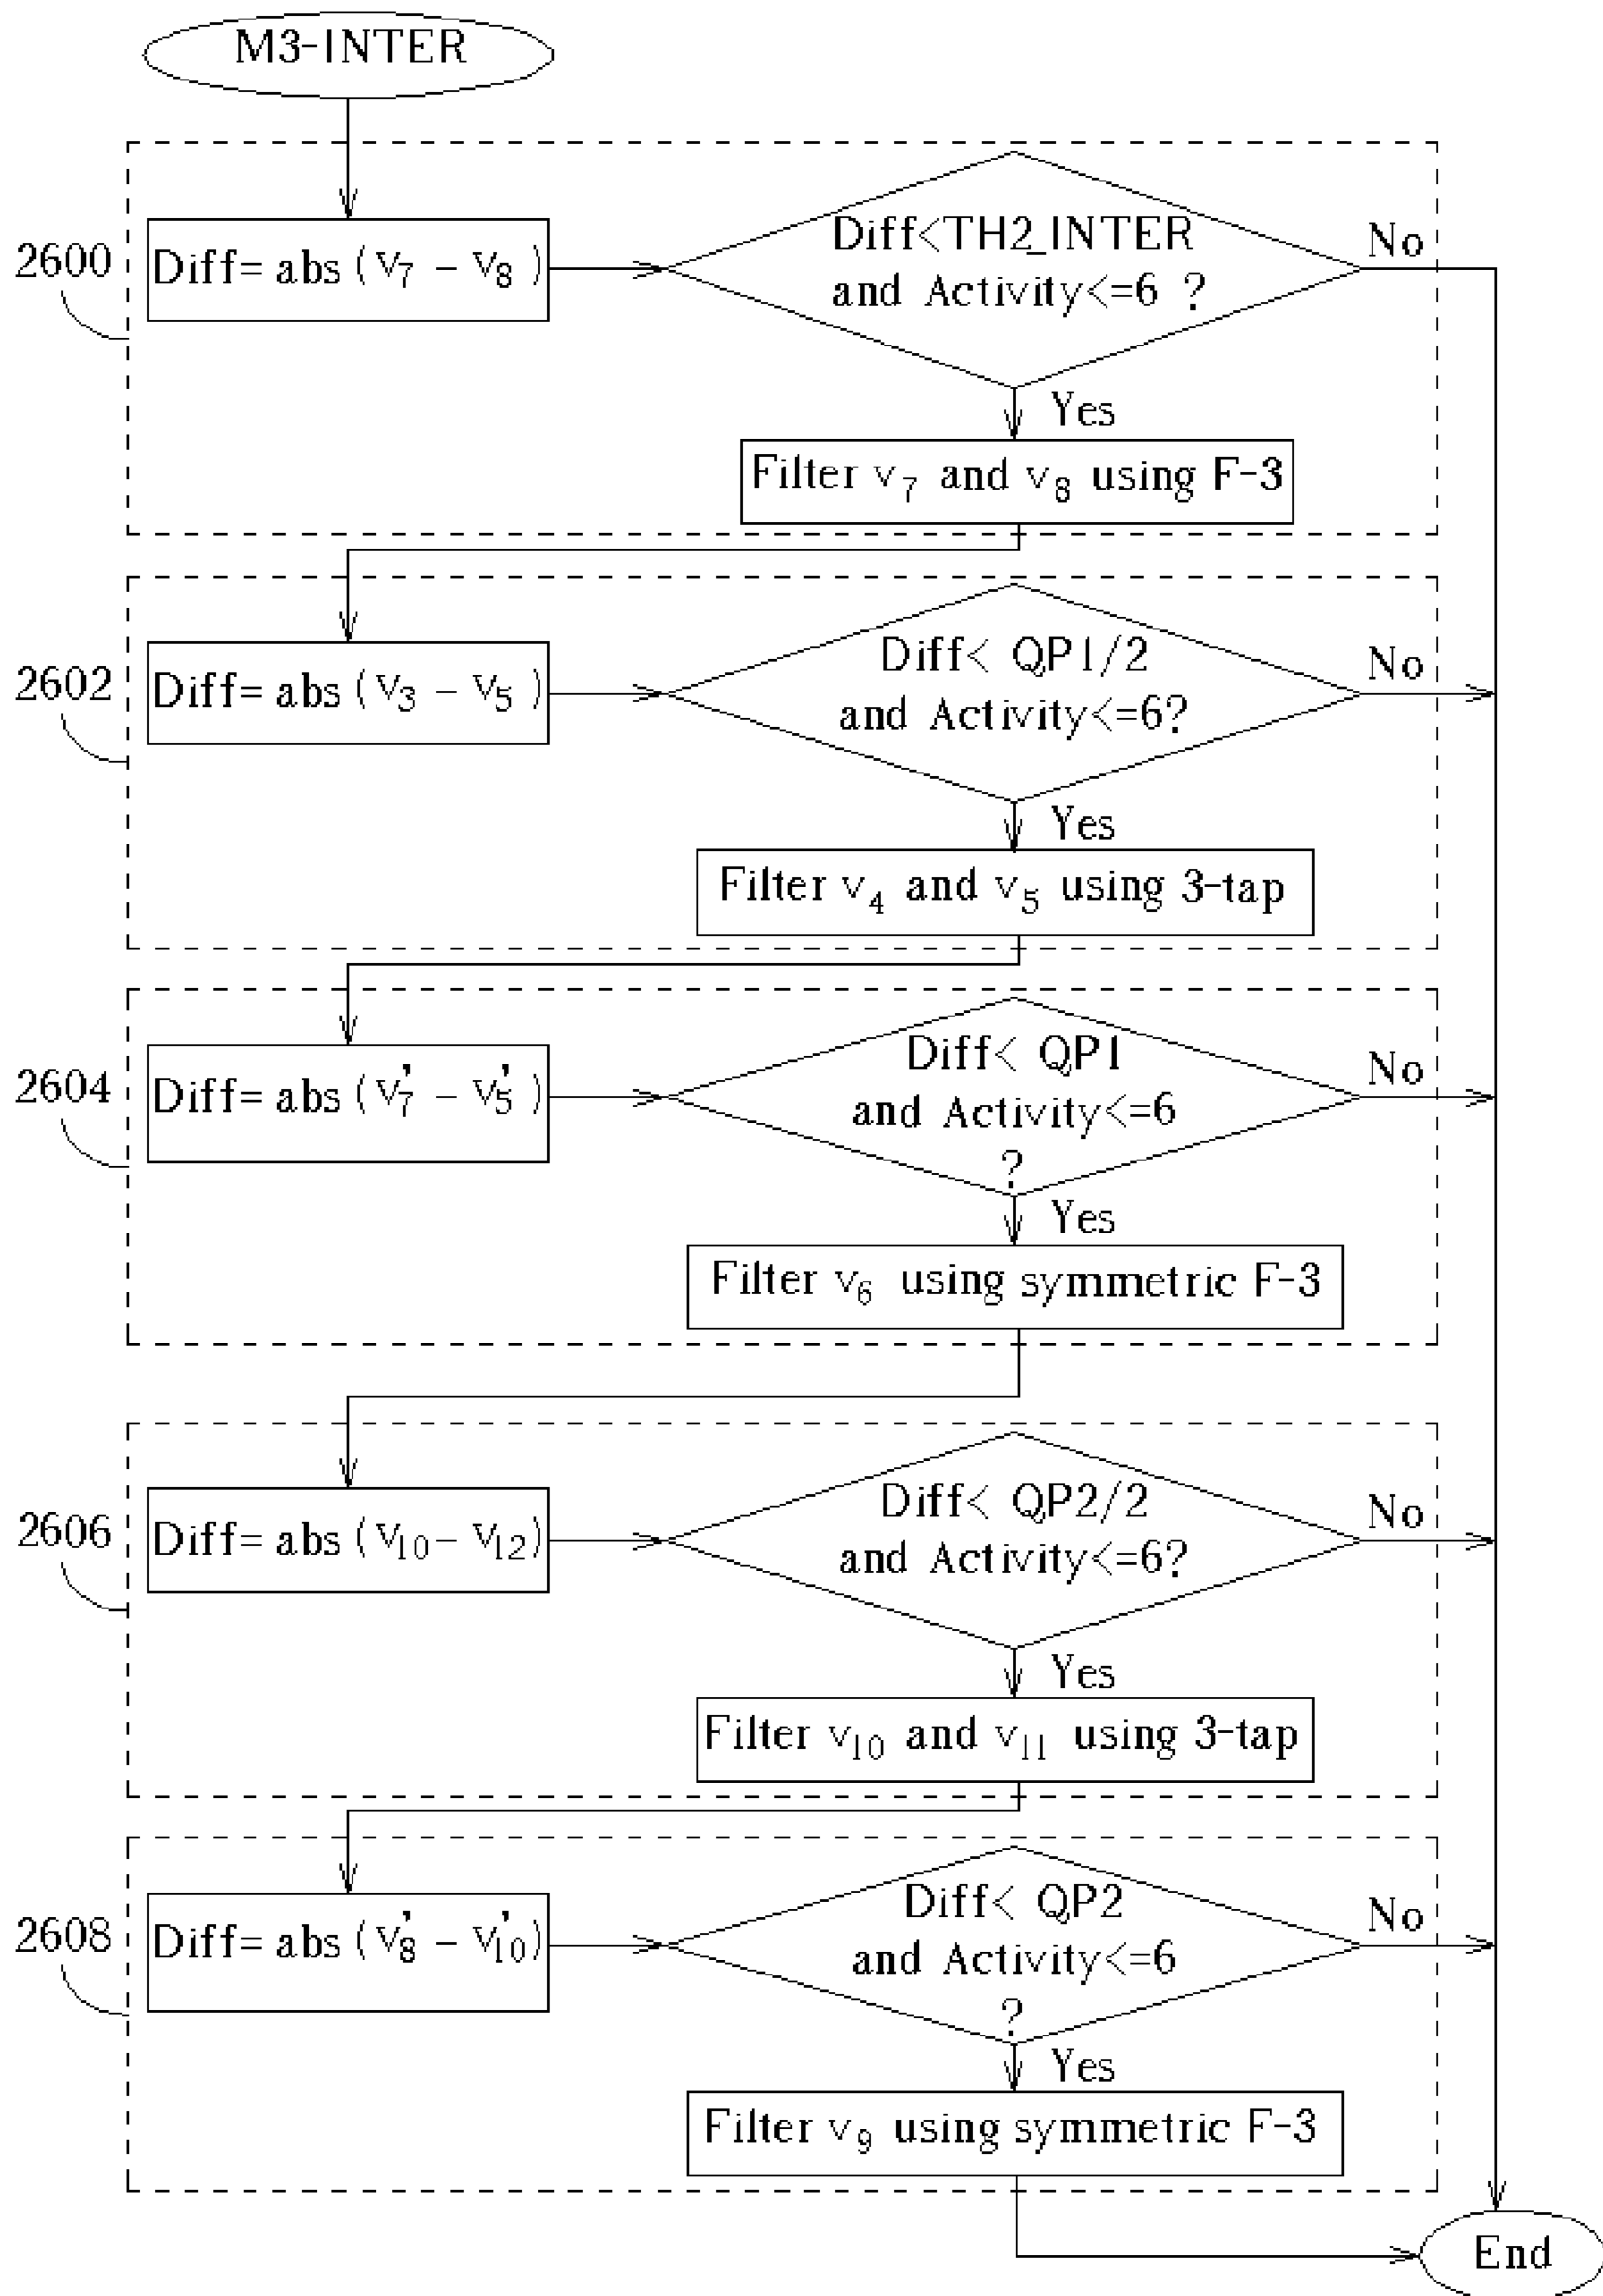 M3-INTER
2600
Diff= abs (V7 - V8)
Diff<TH2_INTER
and Activity<=6 ?
No
Yes
Filter v7 and v8 using F-3
2602
Diff= abs (V3 - V5)
Diff< QP1/2
and Activity<=6?
No
Yes
Filter v4 and v5 using 3-tap
2604
Diff= abs (V7' - V5')
Diff< QP1
and Activity<=6
?
No
Yes
Filter v6 using symmetric F-3
2606
Diff= abs (V10 - V12)
Diff< QP2/2
and Activity<=6?
No
Yes
Filter v10 and v11 using 3-tap
2608
Diff= abs (V8' - V10')
Diff< QP2
and Activity<=6
?
No
Yes
Filter v9 using symmetric F-3
End